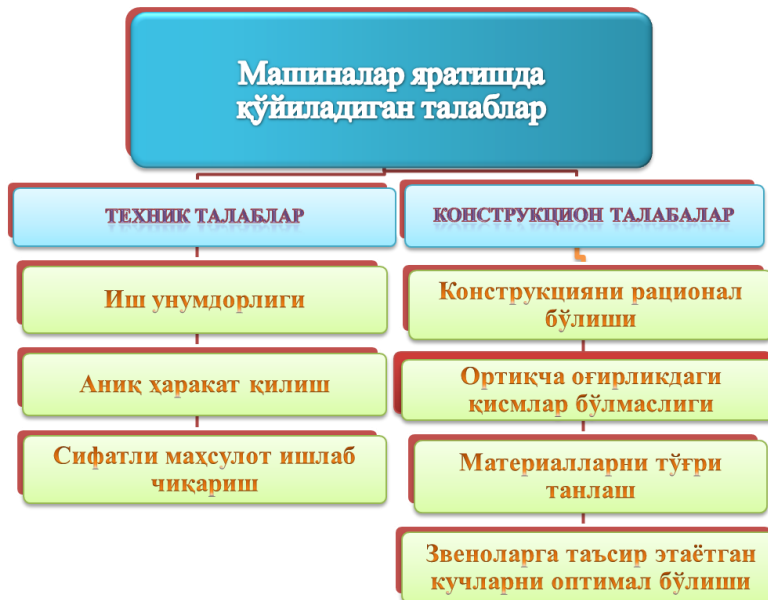 Машиналар яратишда
қўйиладиган талаблар
ТЕХНИК ТАЛАБЛАР
Иш унумдорлиги
Аниқ ҳаракат қилиш
Сифатли маҳсулот ишлаб
чиқариш
КОНСТРУКЦИОН ТАЛАБАЛАР
Конструкцияни рационал
бўлиши
Ортиқча оғирликдаги
қисмлар бўлмаслиги
Материалларни тўғри
танлаш
Звеноларга таъсир этаётган
кучларни оптимал бўлиши